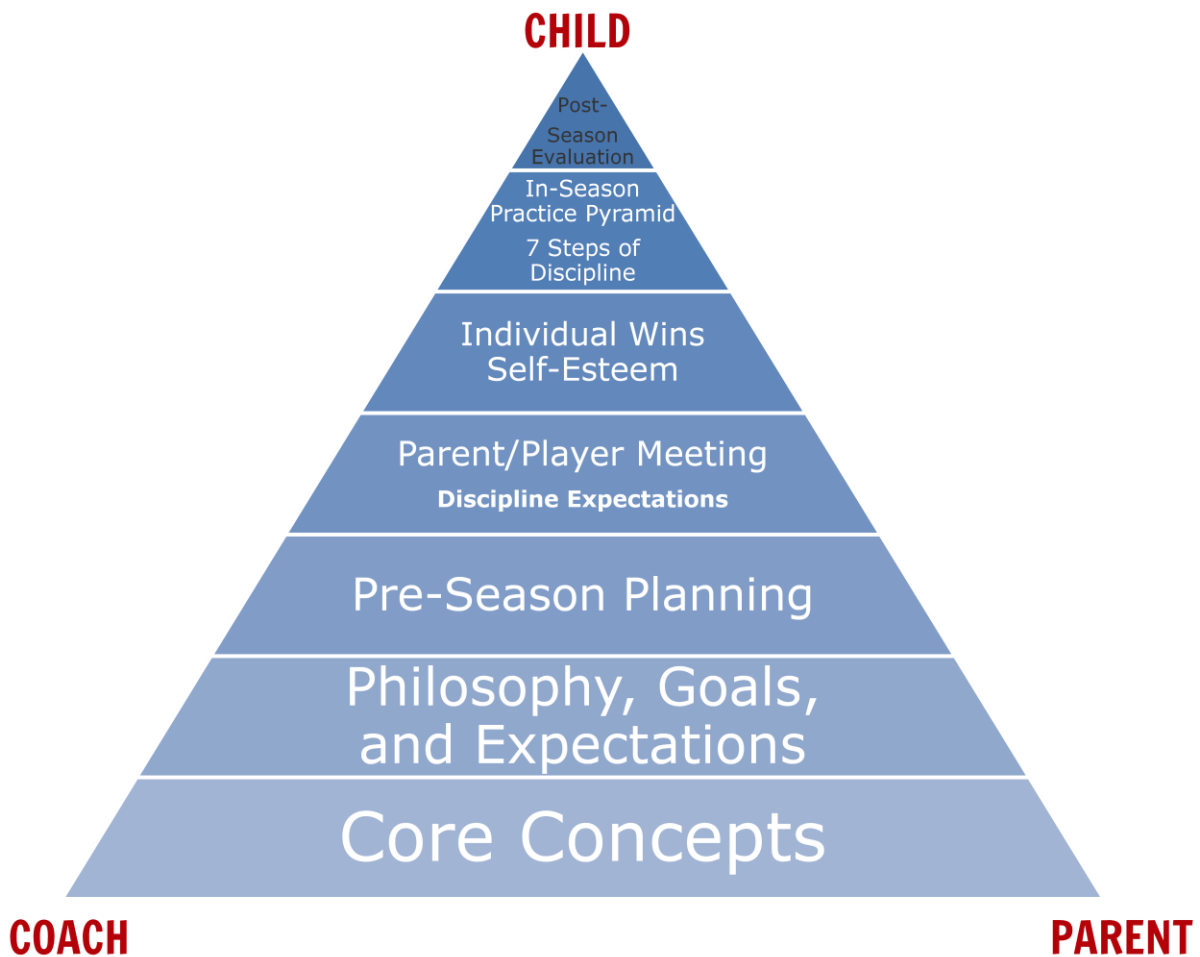 CHILD
Post-
Season
Evaluation
In-Season
Practice Pyramid
7 Steps of
Discipline
Individual Wins
Self-Esteem
Parent/Player Meeting
Discipline Expectations
Pre-Season Planning
Philosophy, Goals,
and Expectations
Core Concepts
COACH
PARENT